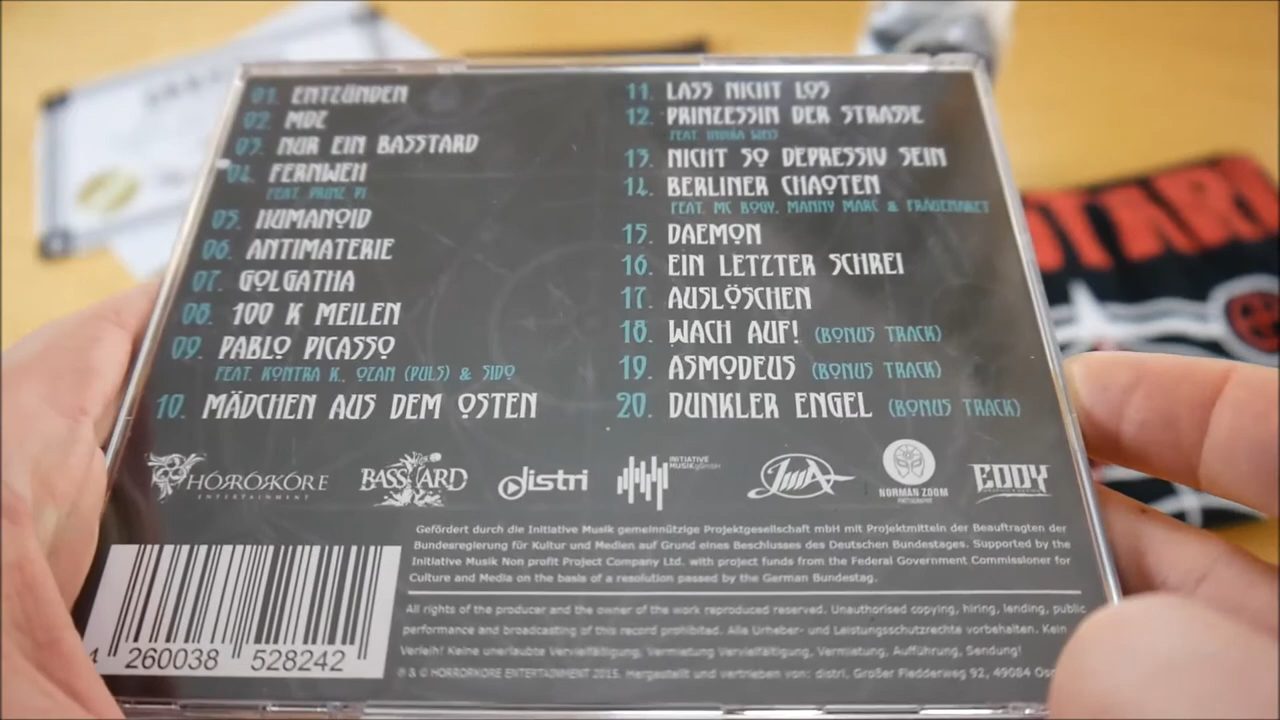 01. ENTZÜNDEN
02. MDZ
03. NUR EIN BASSTARD
04. FERNWEH
FEAT. PRINZ PI
05. HUMANOID
06. ANTIMATERIE
07. GOLGATHA
08. 100 K MEILEN
09. PABLO PICASSO
FEAT. KONTRA K., OZAN (PULS) & SIDO
10. MÄDCHEN AUS DEM OSTEN
11. LASS NICHT LOS
12. PRINZESSIN DER STRASSE
FEAT. INDIRA WEIS
13. NICHT SO DEPRESSIV SEIN
14. BERLINER CHAOTEN
FEAT. MC BOGY, MANNY MARC & FRAUENARZT
15. DAEMON
16. EIN LETZTER SCHREI
17. AUSLÖSCHEN
18. WACH AUF! (BONUS TRACK)
19. ASMODEUS (BONUS TRACK)
20. DUNKLER ENGEL (BONUS TRACK)
HORRORKORE
ENTERTAINMENT
BASSTARD
distri
INITIATIVE
MUSIK gGmbH
NORMAN ZOOM
PHOTOGRAPHY
EDDY
Gefördert durch die Initiative Musik gemeinnützige Projektgesellschaft mbH mit Projektmitteln der Beauftragten der
Bundesregierung für Kultur und Medien auf Grund eines Beschlusses des Deutschen Bundestages. Supported by the
Initiative Musik Non profit Project Company Ltd. with project funds from the Federal Government Commissioner for
Culture and Media on the basis of a resolution passed by the German Bundestag.
All rights of the producer and the owner of the work reproduced reserved. Unauthorised copying, hiring, lending, public
performance and broadcasting of this record prohibited. Alle Urheber- und Leistungsschutzrechte vorbehalten. Kein
Verleih! Keine unerlaubte Vervielfältigung, Vermietung, Aufführung, Sendung!
℗ & © HORRORKORE ENTERTAINMENT 2015. Hergestellt und vertrieben von: distri, Großer Fledderweg 92, 49084 Osn
4 260038 528242
STARD